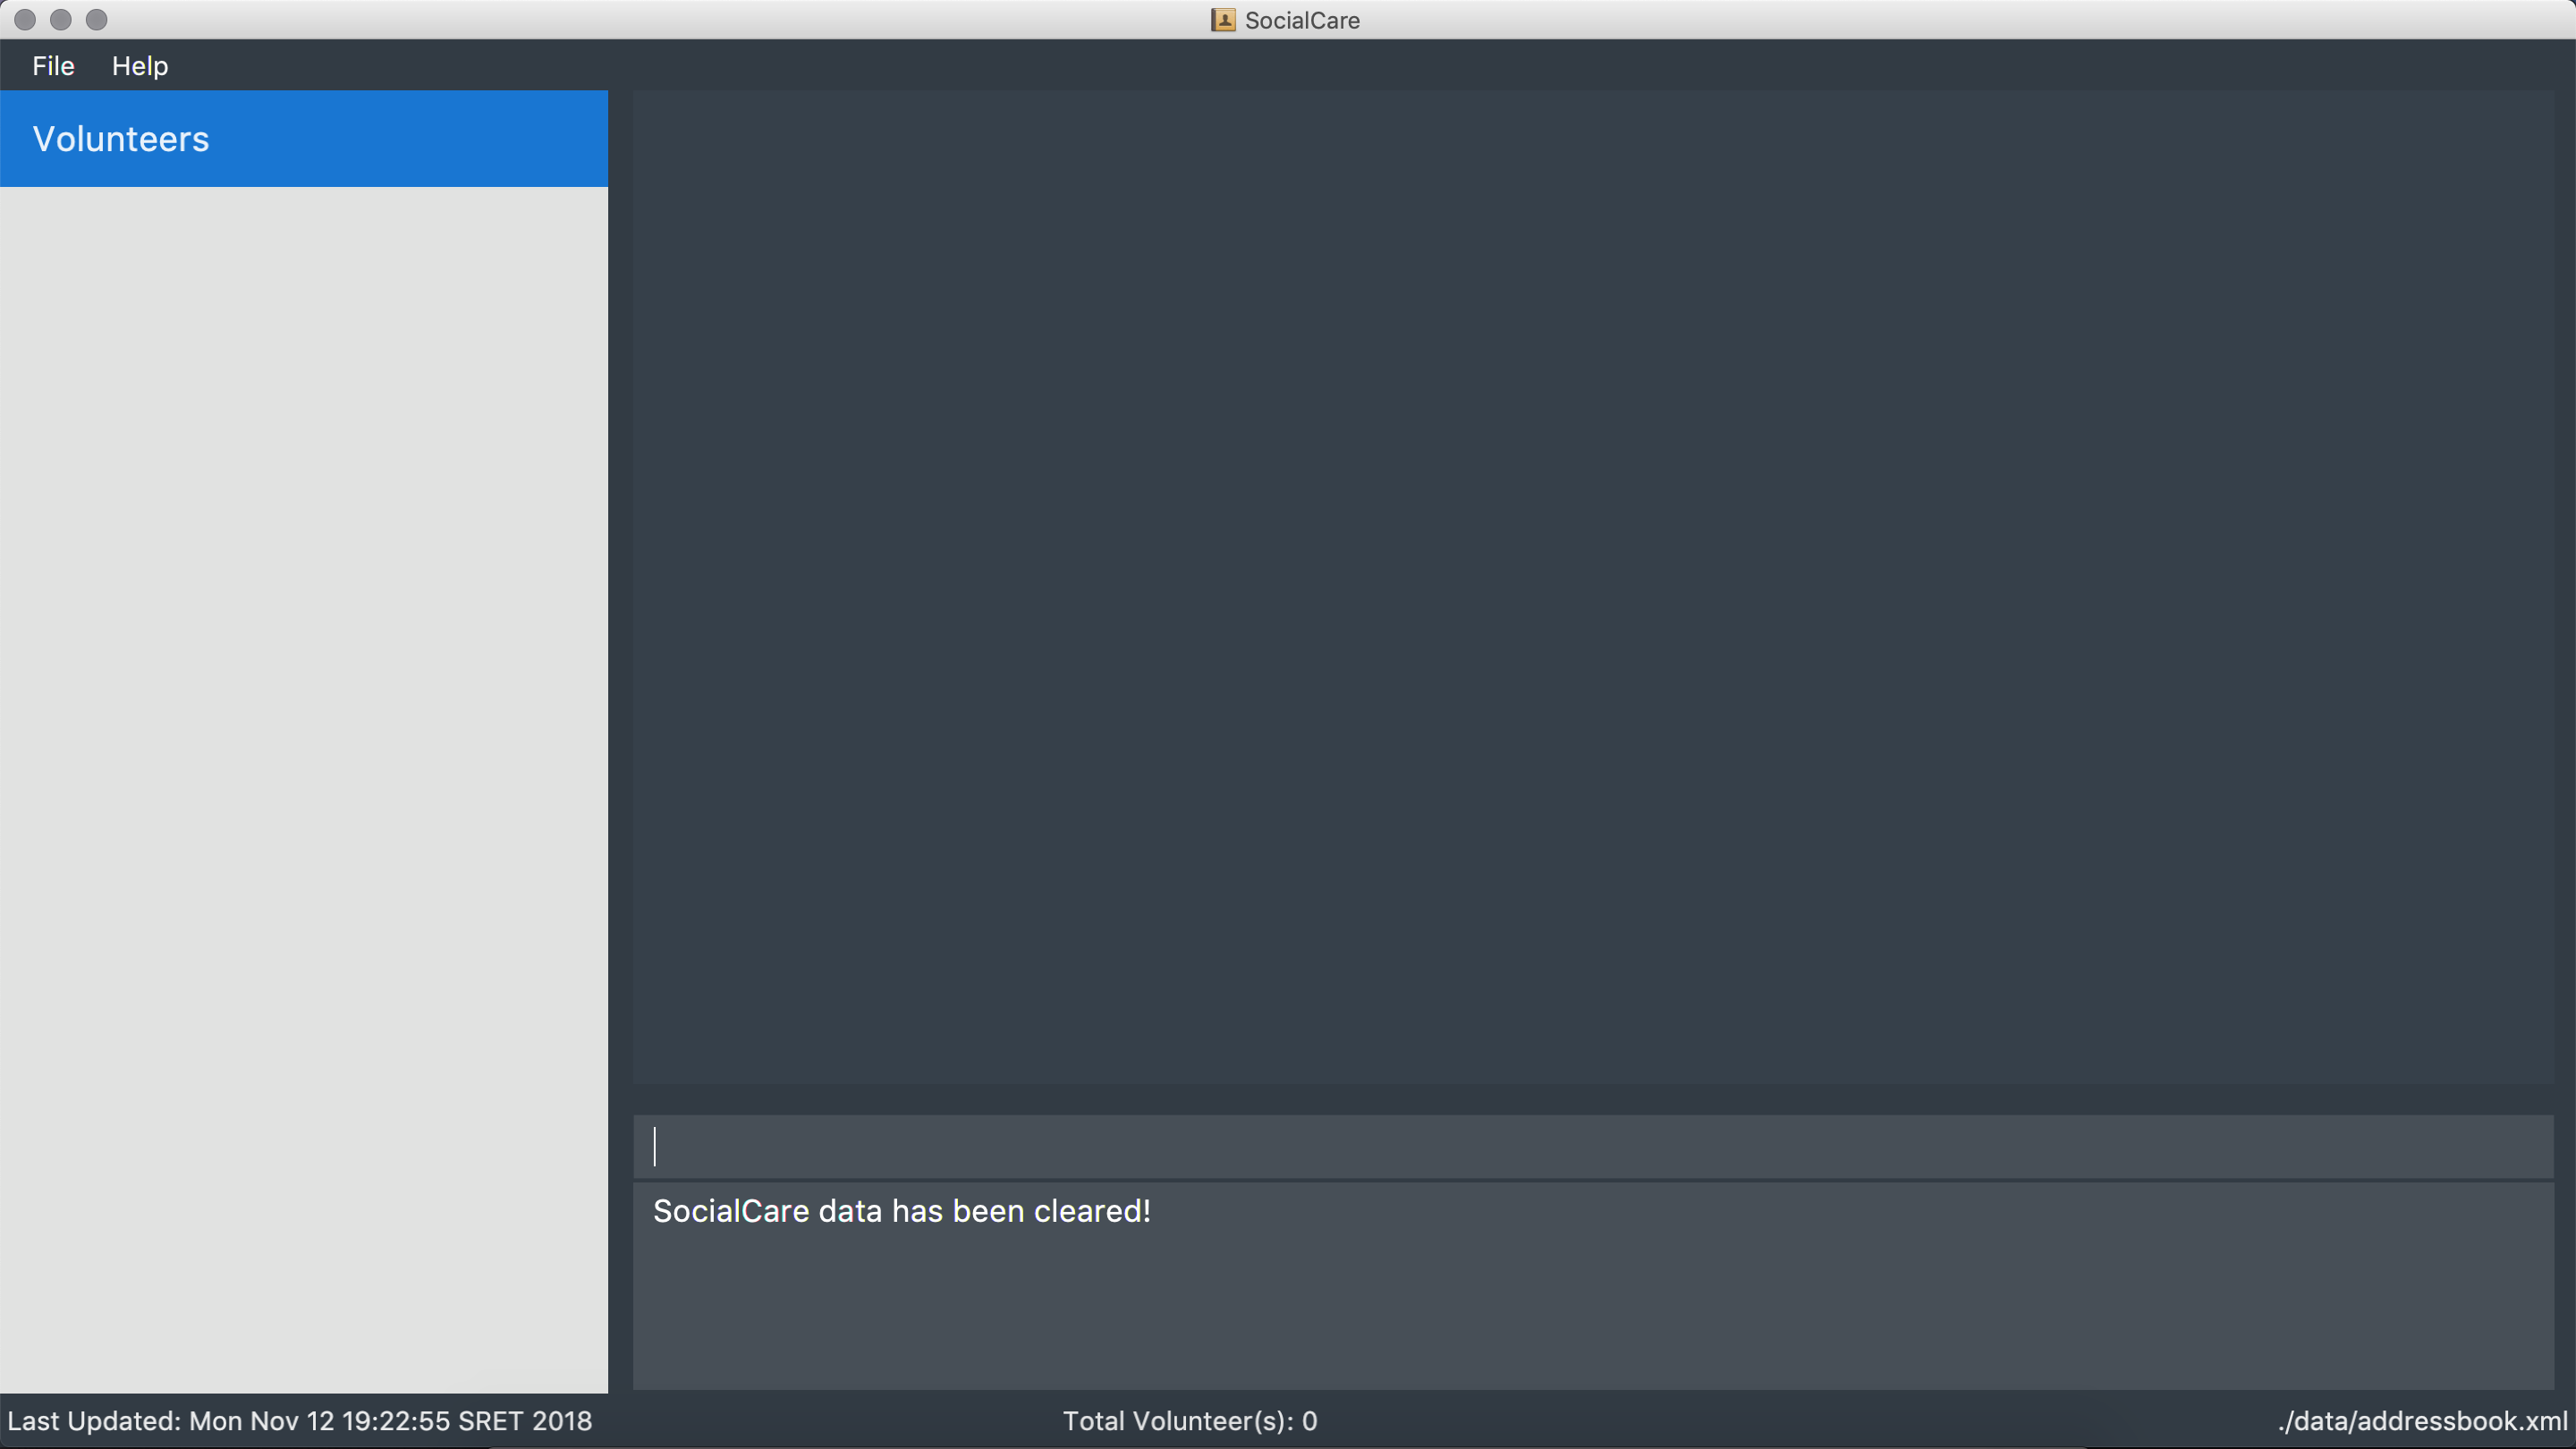 SocialCare
File Help
Volunteers
SocialCare data has been cleared!
Last Updated: Mon Nov 12 19:22:55 SRET 2018
Total Volunteer(s): 0
./data/addressbook.xml